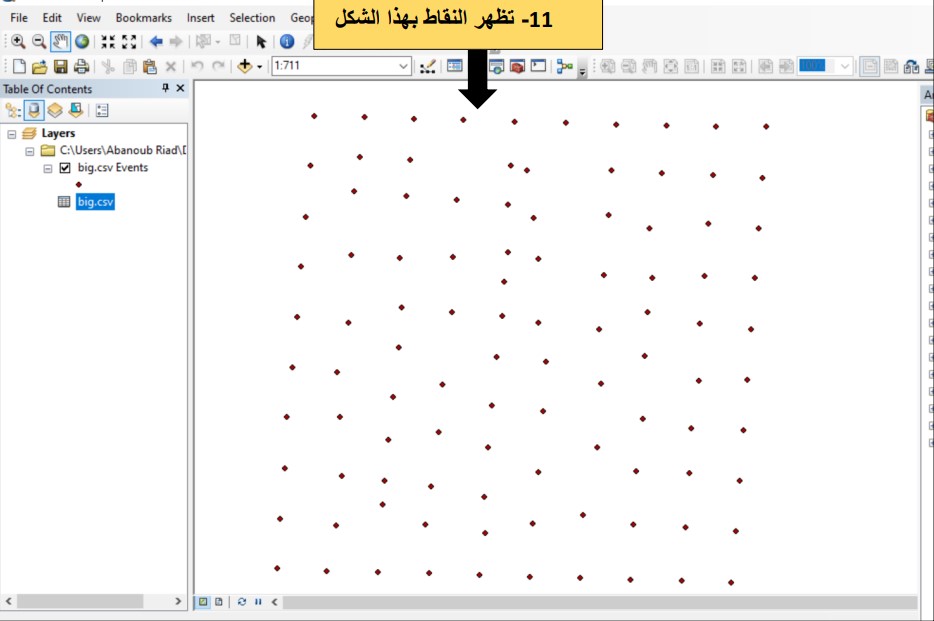 11- تظهر النقاط بهذا الشكل
File Edit View Bookmarks Insert Selection
1:711
Table Of Contents
Layers
C:\Users\Abanoub Riad\
big.csv Events
big.csv